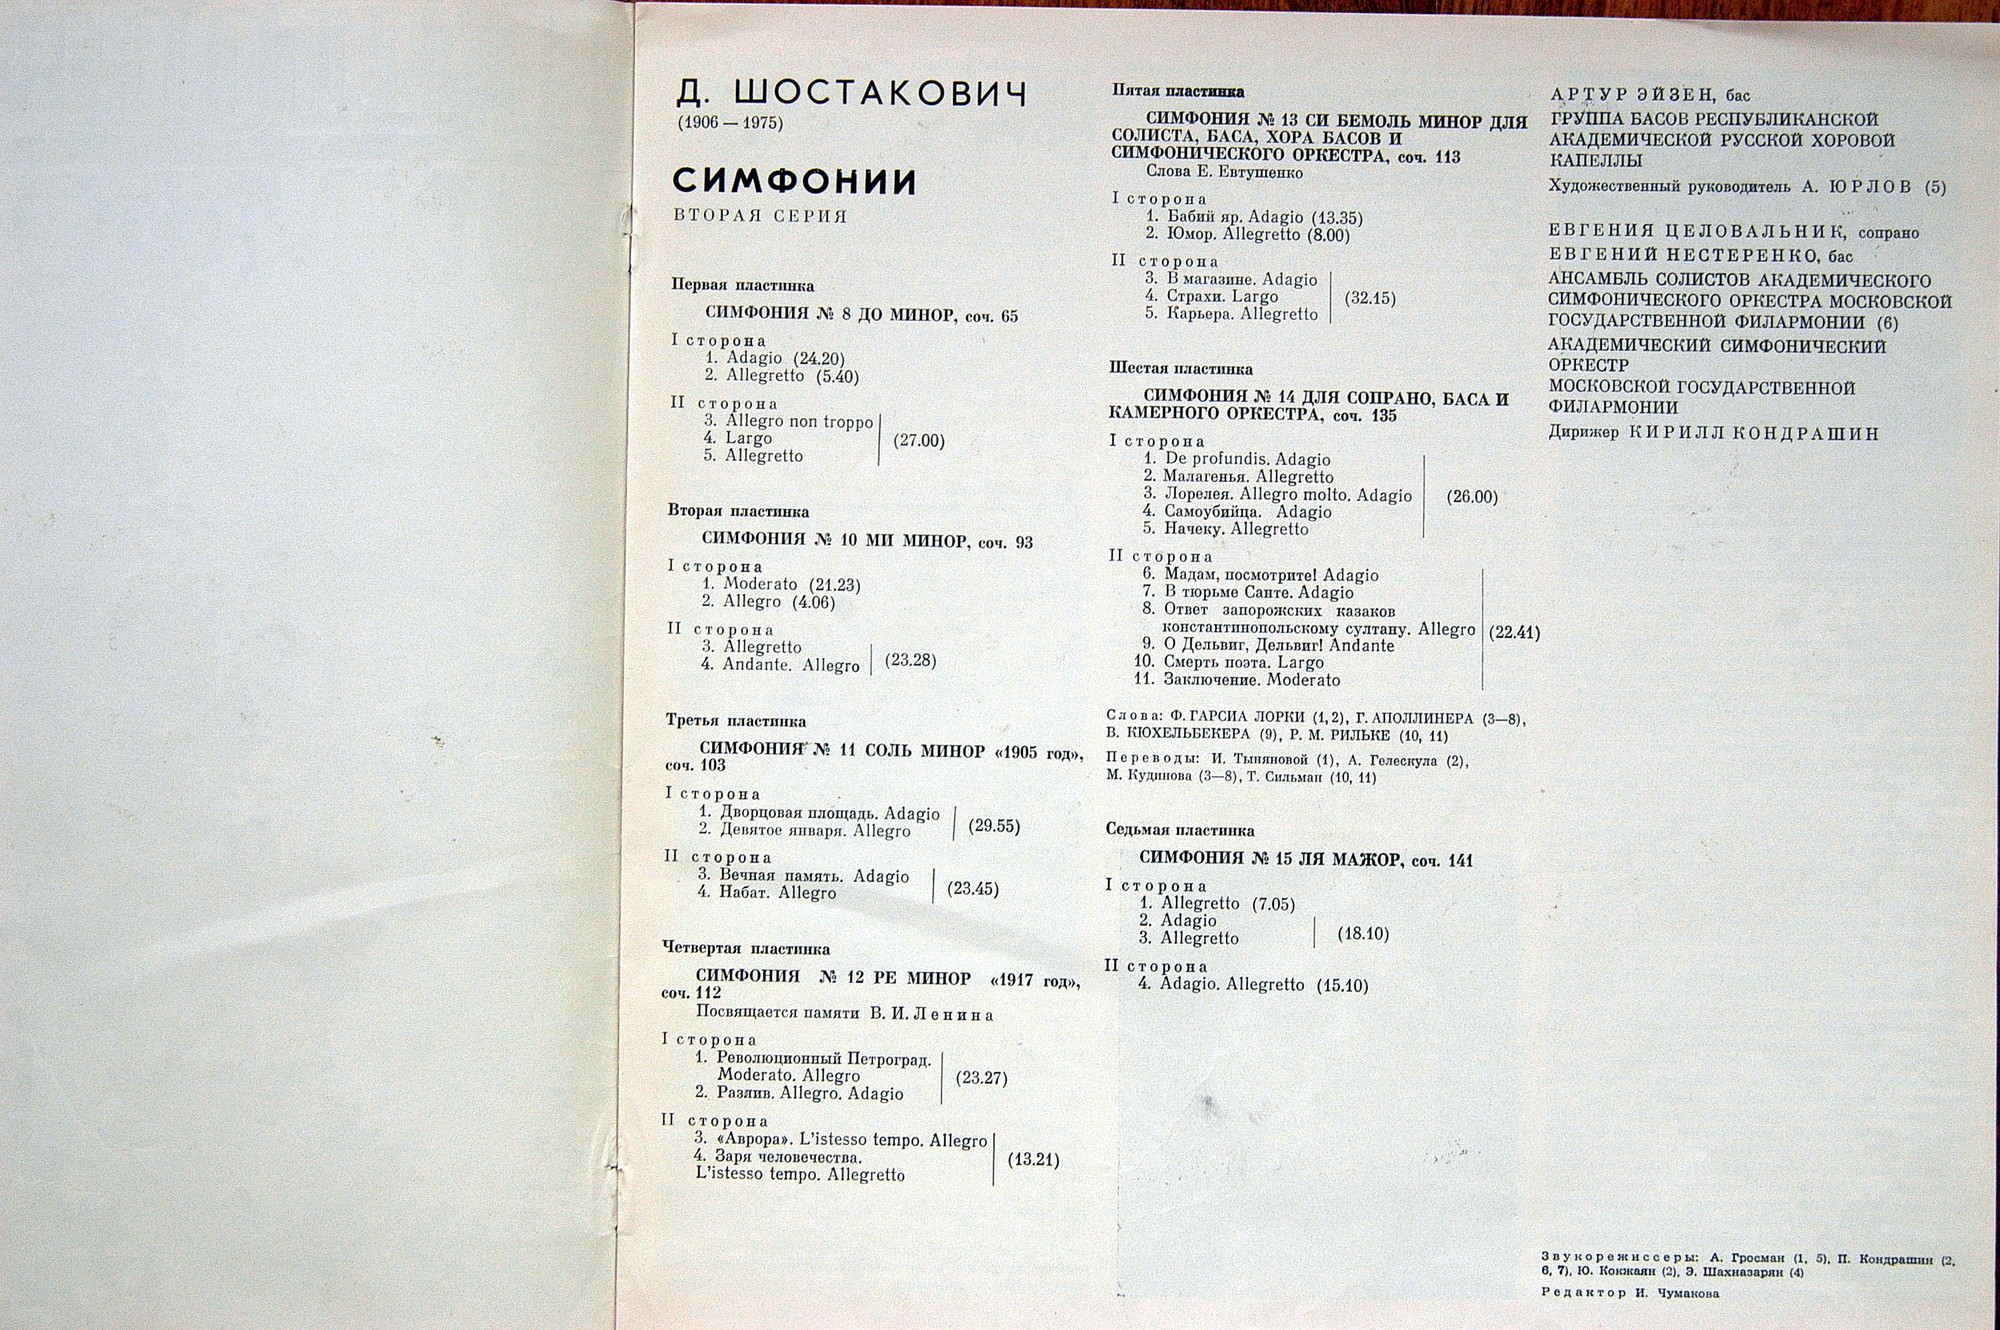 Д. ШОСТАКОВИЧ
(1906 — 1975)
СИМФОНИИ
ВТОРАЯ СЕРИЯ
Первая пластинка
СИМФОНИЯ № 8 ДО МИНОР, соч. 65
I сторона
1. Adagio (24.20)
2. Allegretto (5.40)
II сторона
3. Allegro non troppo
4. Largo
(27.00)
5. Allegretto
Вторая пластинка
СИМФОНИЯ № 10 МИ МИНОР, соч. 93
I сторона
1. Moderato (21.23)
2. Allegro (4.06)
II сторона
3. Allegretto
4. Andante. Allegro
(23.28)
Третья пластинка
СИМФОНИЯ № 11 СОЛЬ МИНОР «1905 год»,
соч. 103
I сторона
1. Дворцовая площадь. Adagio
2. Девятое января. Allegro
(29.55)
II сторона
3. Вечная память. Adagio
4. Набат. Allegro
(23.45)
Четвертая пластинка
СИМФОНИЯ № 12 РЕ МИНОР «1917 год»,
соч. 112
Посвящается памяти В. И. Ленина
I сторона
1. Революционный Петроград.
Moderato. Allegro
(23.27)
2. Разлив. Allegro. Adagio
II сторона
3. «Аврора». L'istesso tempo. Allegro
4. Заря человечества.
(13.21)
L'istesso tempo. Allegretto
Пятая пластинка
СИМФОНИЯ № 13 СИ БЕМОЛЬ МИНОР ДЛЯ
СОЛИСТА, БАСА, ХОРА БАСОВ И
СИМФОНИЧЕСКОГО ОРКЕСТРА, соч. 113
Слова Е. Евтушенко
I сторона
1. Бабий яр. Adagio (13.35)
2. Юмор. Allegretto (8.00)
II сторона
3. В магазине. Adagio
4. Страхи. Largo
(32.15)
5. Карьера. Allegretto
Шестая пластинка
СИМФОНИЯ № 14 ДЛЯ СОПРАНО, БАСА И
КАМЕРНОГО ОРКЕСТРА, соч. 135
I сторона
1. De profundis. Adagio
2. Малагенья. Allegretto
3. Лорелея. Allegro molto. Adagio
(26.00)
4. Самоубийца. Adagio
5. Начеку. Allegretto
II сторона
6. Мадам, посмотрите! Adagio
7. В тюрьме Санте. Adagio
8. Ответ запорожских казаков
константинопольскому султану. Allegro
(22.41)
9. О Дельвиг, Дельвиг! Andante
10. Смерть поэта. Largo
11. Заключение. Moderato
Слова: Ф. ГАРСИА ЛОРКИ (1,2), Г. АПОЛЛИНЕРА (3—8),
В. КЮХЕЛЬБЕКЕРА (9), Р. М. РИЛЬКЕ (10, 11)
Переводы: И. Тыняновой (1), А. Гелескула (2),
М. Кудинова (3—8), Т. Сильман (10, 11)
Седьмая пластинка
СИМФОНИЯ № 15 ЛЯ МАЖОР, соч. 141
I сторона
1. Allegretto (7.05)
2. Adagio
3. Allegretto
(18.10)
II сторона
4. Adagio. Allegretto (15.10)
АРТУР ЭЙЗЕН, бас
ГРУППА БАСОВ РЕСПУБЛИКАНСКОЙ
АКАДЕМИЧЕСКОЙ РУССКОЙ ХОРОВОЙ
КАПЕЛЛЫ
Художественный руководитель А. ЮРЛОВ (5)
ЕВГЕНИЯ ЦЕЛОВАЛЬНИК, сопрано
ЕВГЕНИЙ НЕСТЕРЕНКО, бас
АНСАМБЛЬ СОЛИСТОВ АКАДЕМИЧЕСКОГО
СИМФОНИЧЕСКОГО ОРКЕСТРА МОСКОВСКОЙ
ГОСУДАРСТВЕННОЙ ФИЛАРМОНИИ (6)
АКАДЕМИЧЕСКИЙ СИМФОНИЧЕСКИЙ
ОРКЕСТР
МОСКОВСКОЙ ГОСУДАРСТВЕННОЙ
ФИЛАРМОНИИ
Дирижер КИРИЛЛ КОНДРАШИН
Звукорежиссеры: А. Гросман (1, 5), П. Кондрашин (2,
6, 7), Ю. Кокжаян (2), Э. Шахназарян (4)
Редактор И. Чумакова